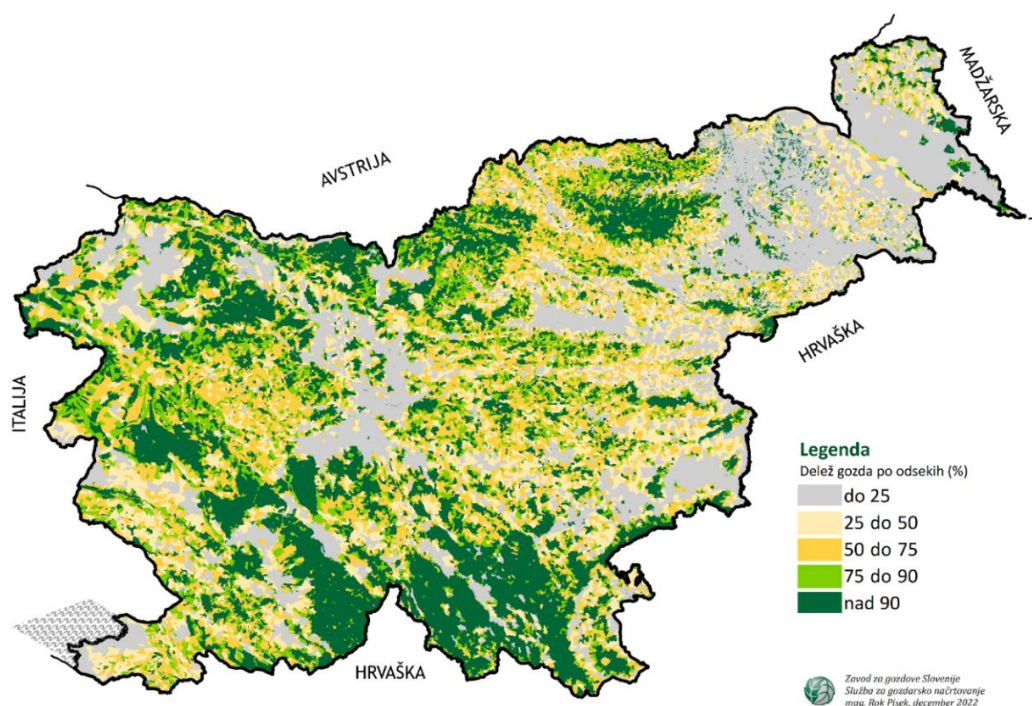 MADŽARSKA
AVSTRIJA
HRVAŠKA
ITALIJA
Legenda
Delež gozda po odsekih (%)
do 25
25 do 50
50 do 75
75 do 90
nad 90
HRVAŠKA
Zavod za gozdove Slovenije
Služba za gozdarsko načrtovanje
mag. Rok Pisek, december 2022